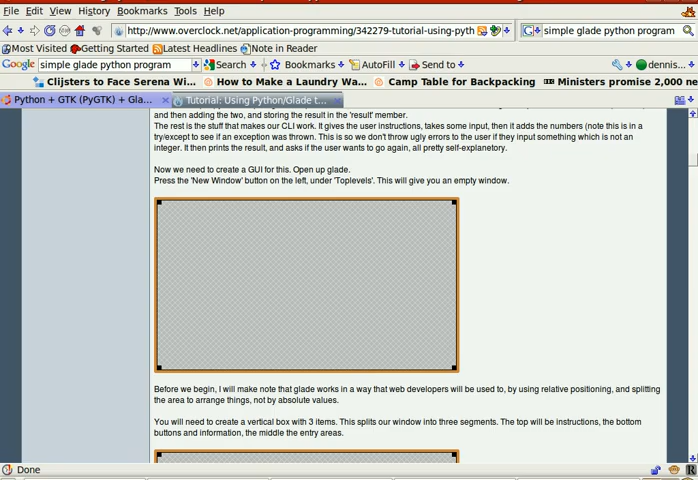 File Edit View History Bookmarks Tools Help
http://www.overclock.net/application-programming/342279-tutorial-using-pyth
simple glade python program
Most Visited Getting Started Latest Headlines Note in Reader
Google simple glade python program Search Bookmarks AutoFill Send to dennis...
Clijsters to Face Serena Wi... How to Make a Laundry Wa... Camp Table for Backpacking Ministres promise 2,000
Python + GTK (PyGTK) + Gla... Tutorial: Using Python/Glade t...
and then adding the two, and storing the result in the 'result' member.
The rest is the stuff that makes our CLI work. It gives the user instructions, takes some input, then it adds the numbers (note this is in a
try/except to see if an exception was thrown. This is so we don't throw ugly errors to the user if they input something which is not an
integer. It then prints the result, and asks if the user wants to go again, all pretty self-explanatory.
Now we need to create a GUI for this. Open up glade.
Press the 'New Window' button on the left, under 'Toplevels'. This will give you an empty window.
Before we begin, I will make note that glade works in a way that web developers will be used to, by using relative positioning, and splitting
the area to arrange things, not by absolute values.
You will need to create a vertical box with 3 items. This splits our window into three segments. The top will be instructions, the bottom
buttons and information, the middle the entry areas.
Done